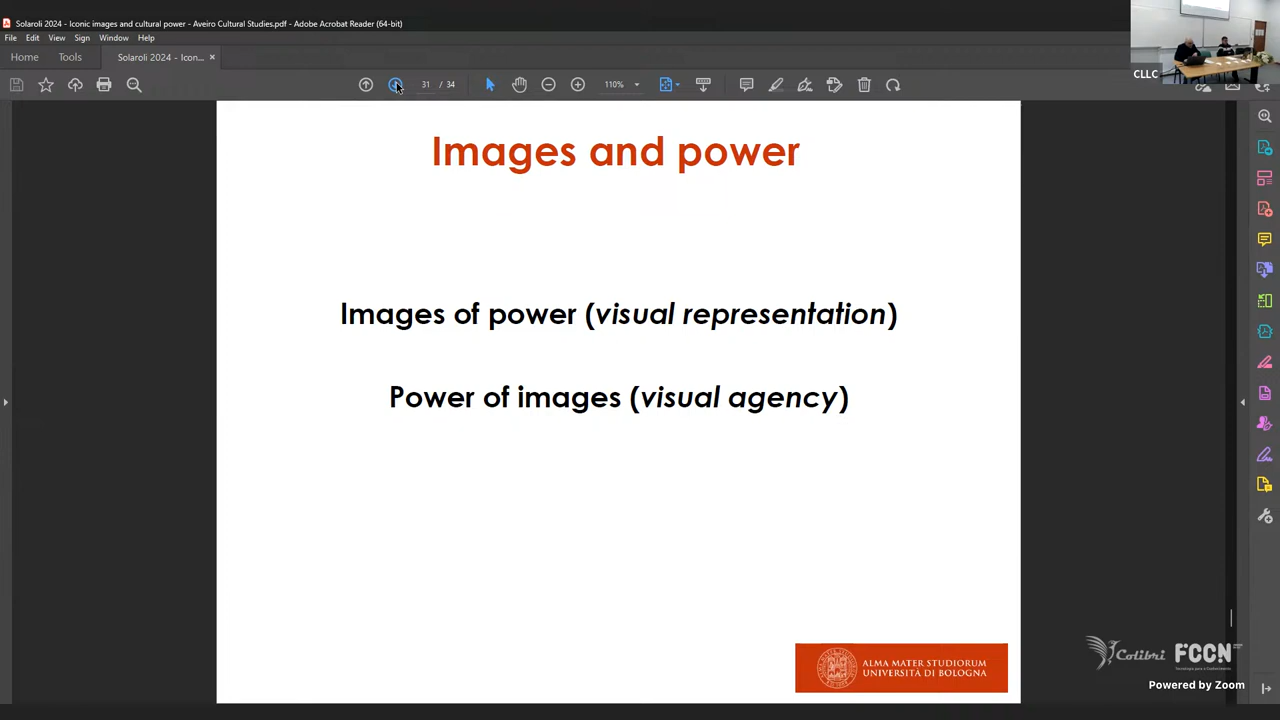 Solaroli 2024 - Iconic images and cultural power - Aveiro Cultural Studies.pdf - Adobe Acrobat Reader (64-bit)
File Edit View Sign Window Help
Home Tools Solaroli 2024 - Icon... ×
31 / 34 110%
CLLC
Images and power
Images of power (visual representation)
Power of images (visual agency)
ALMA MATER STUDIORUM
UNIVERSITÀ DI BOLOGNA
Colibri FCCN
Powered by Zoom